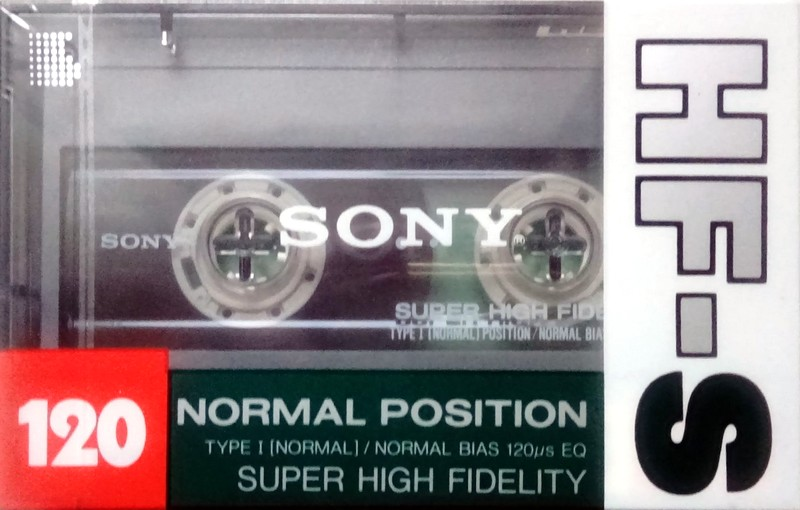 SONY
SONY®
SUPER HIGH FIDE
TYPE I [NORMAL] POSITION/NORMAL BIA
120
NORMAL POSITION
TYPE I [NORMAL] / NORMAL BIAS 120μs EQ
SUPER HIGH FIDELITY
HF-S